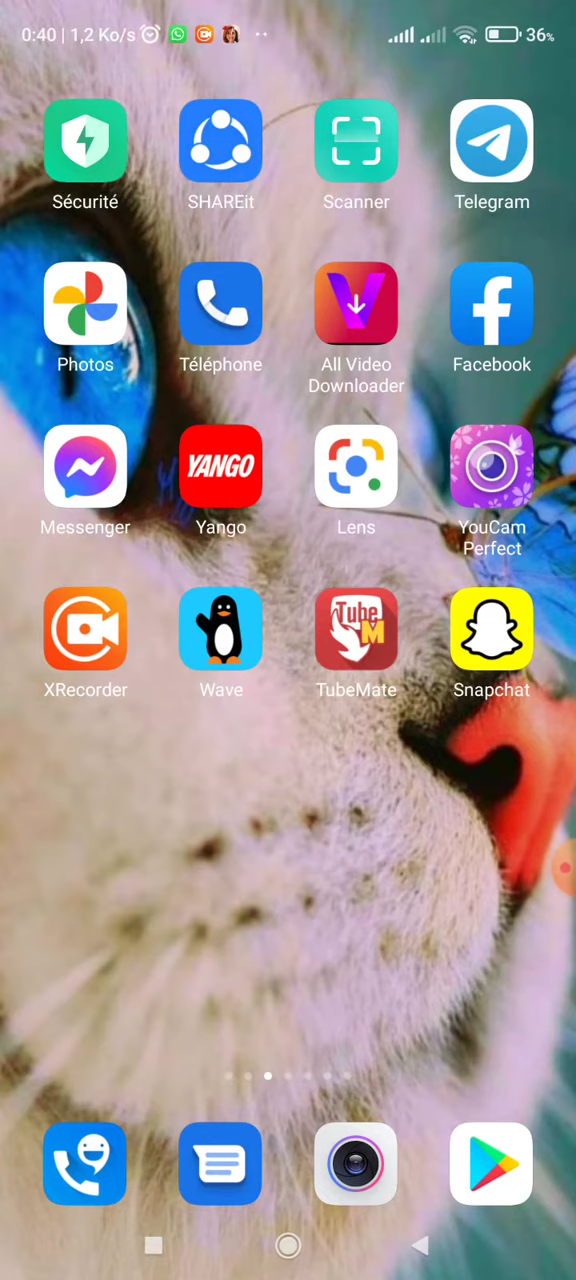 0:40 | 1,2 Ko/s 36%
Sécurité SHAREit Scanner Telegram
Photos Téléphone All Video Downloader Facebook
YANGO
Messenger Yango Lens YouCam Perfect
Tube M
XRecorder Wave TubeMate Snapchat